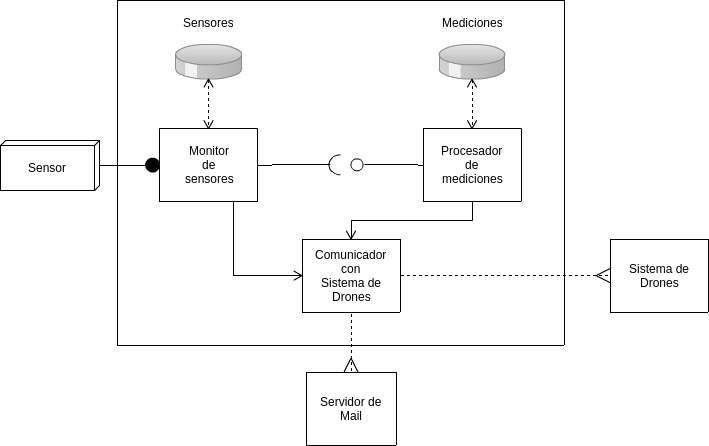 Sensores
Mediciones
Sensor
Monitor
de
sensores
Procesador
de
mediciones
Comunicador
con
Sistema de
Drones
Sistema de
Drones
Servidor de
Mail